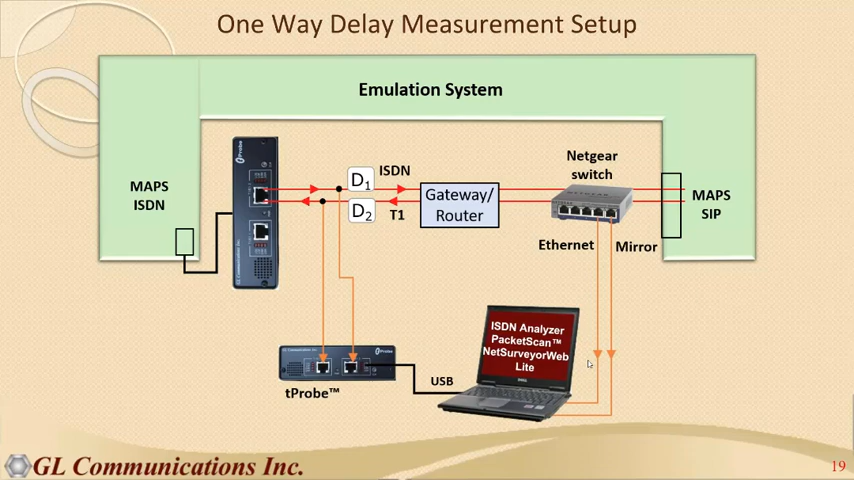 One Way Delay Measurement Setup
Emulation System
MAPS
ISDN
D1
ISDN
D2
T1
Gateway/
Router
Netgear
switch
MAPS
SIP
Ethernet
Mirror
ISDN Analyzer
PacketScan™
NetSurveyorWeb
Lite
USB
tProbe™
GL Communications Inc.
19